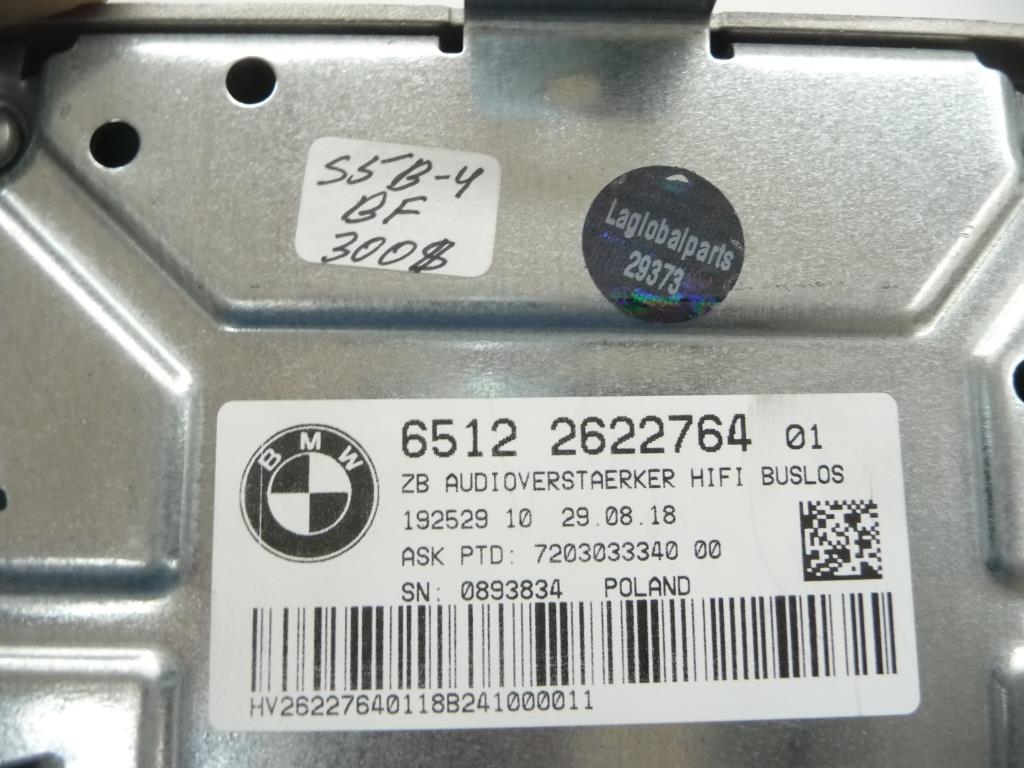 S5B-4
BF
300$
Laglobalparts
29373
BMW
6512 2622764 01
ZB AUDIOVERSTAERKER HIFI BUSLOS
192529 10 29.08.18
ASK PTD: 7203033340 00
SN: 0893834 POLAND
HV26227640118B241000011